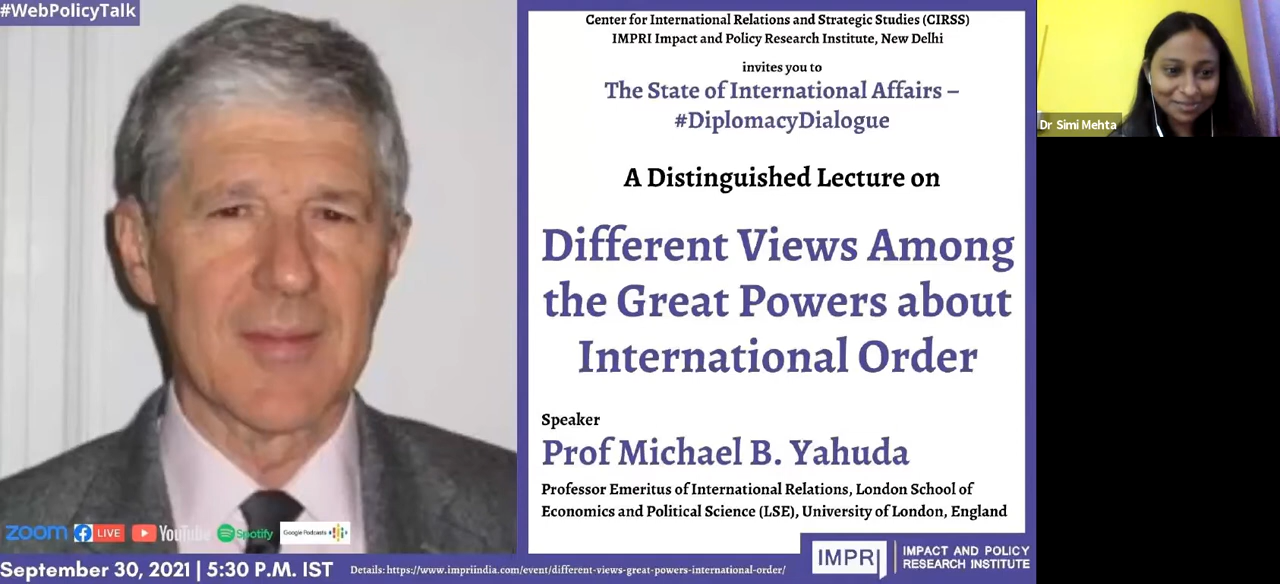 #WebPolicyTalk
Center for International Relations and Strategic Studies (CIRSS)
IMPRI Impact and Policy Research Institute, New Delhi
invites you to
The State of International Affairs –
#DiplomacyDialogue
A Distinguished Lecture on
Different Views Among
the Great Powers about
International Order
Speaker
Prof Michael B. Yahuda
Professor Emeritus of International Relations, London School of
Economics and Political Science (LSE), University of London, England
Dr Simi Mehta
zoom LIVE YouTube Spotify Google Podcasts
September 30, 2021 | 5:30 P.M. IST
Details: https://www.impriindia.com/event/different-views-great-powers-international-order/
IMPRI
IMPACT AND POLICY
RESEARCH INSTITUTE